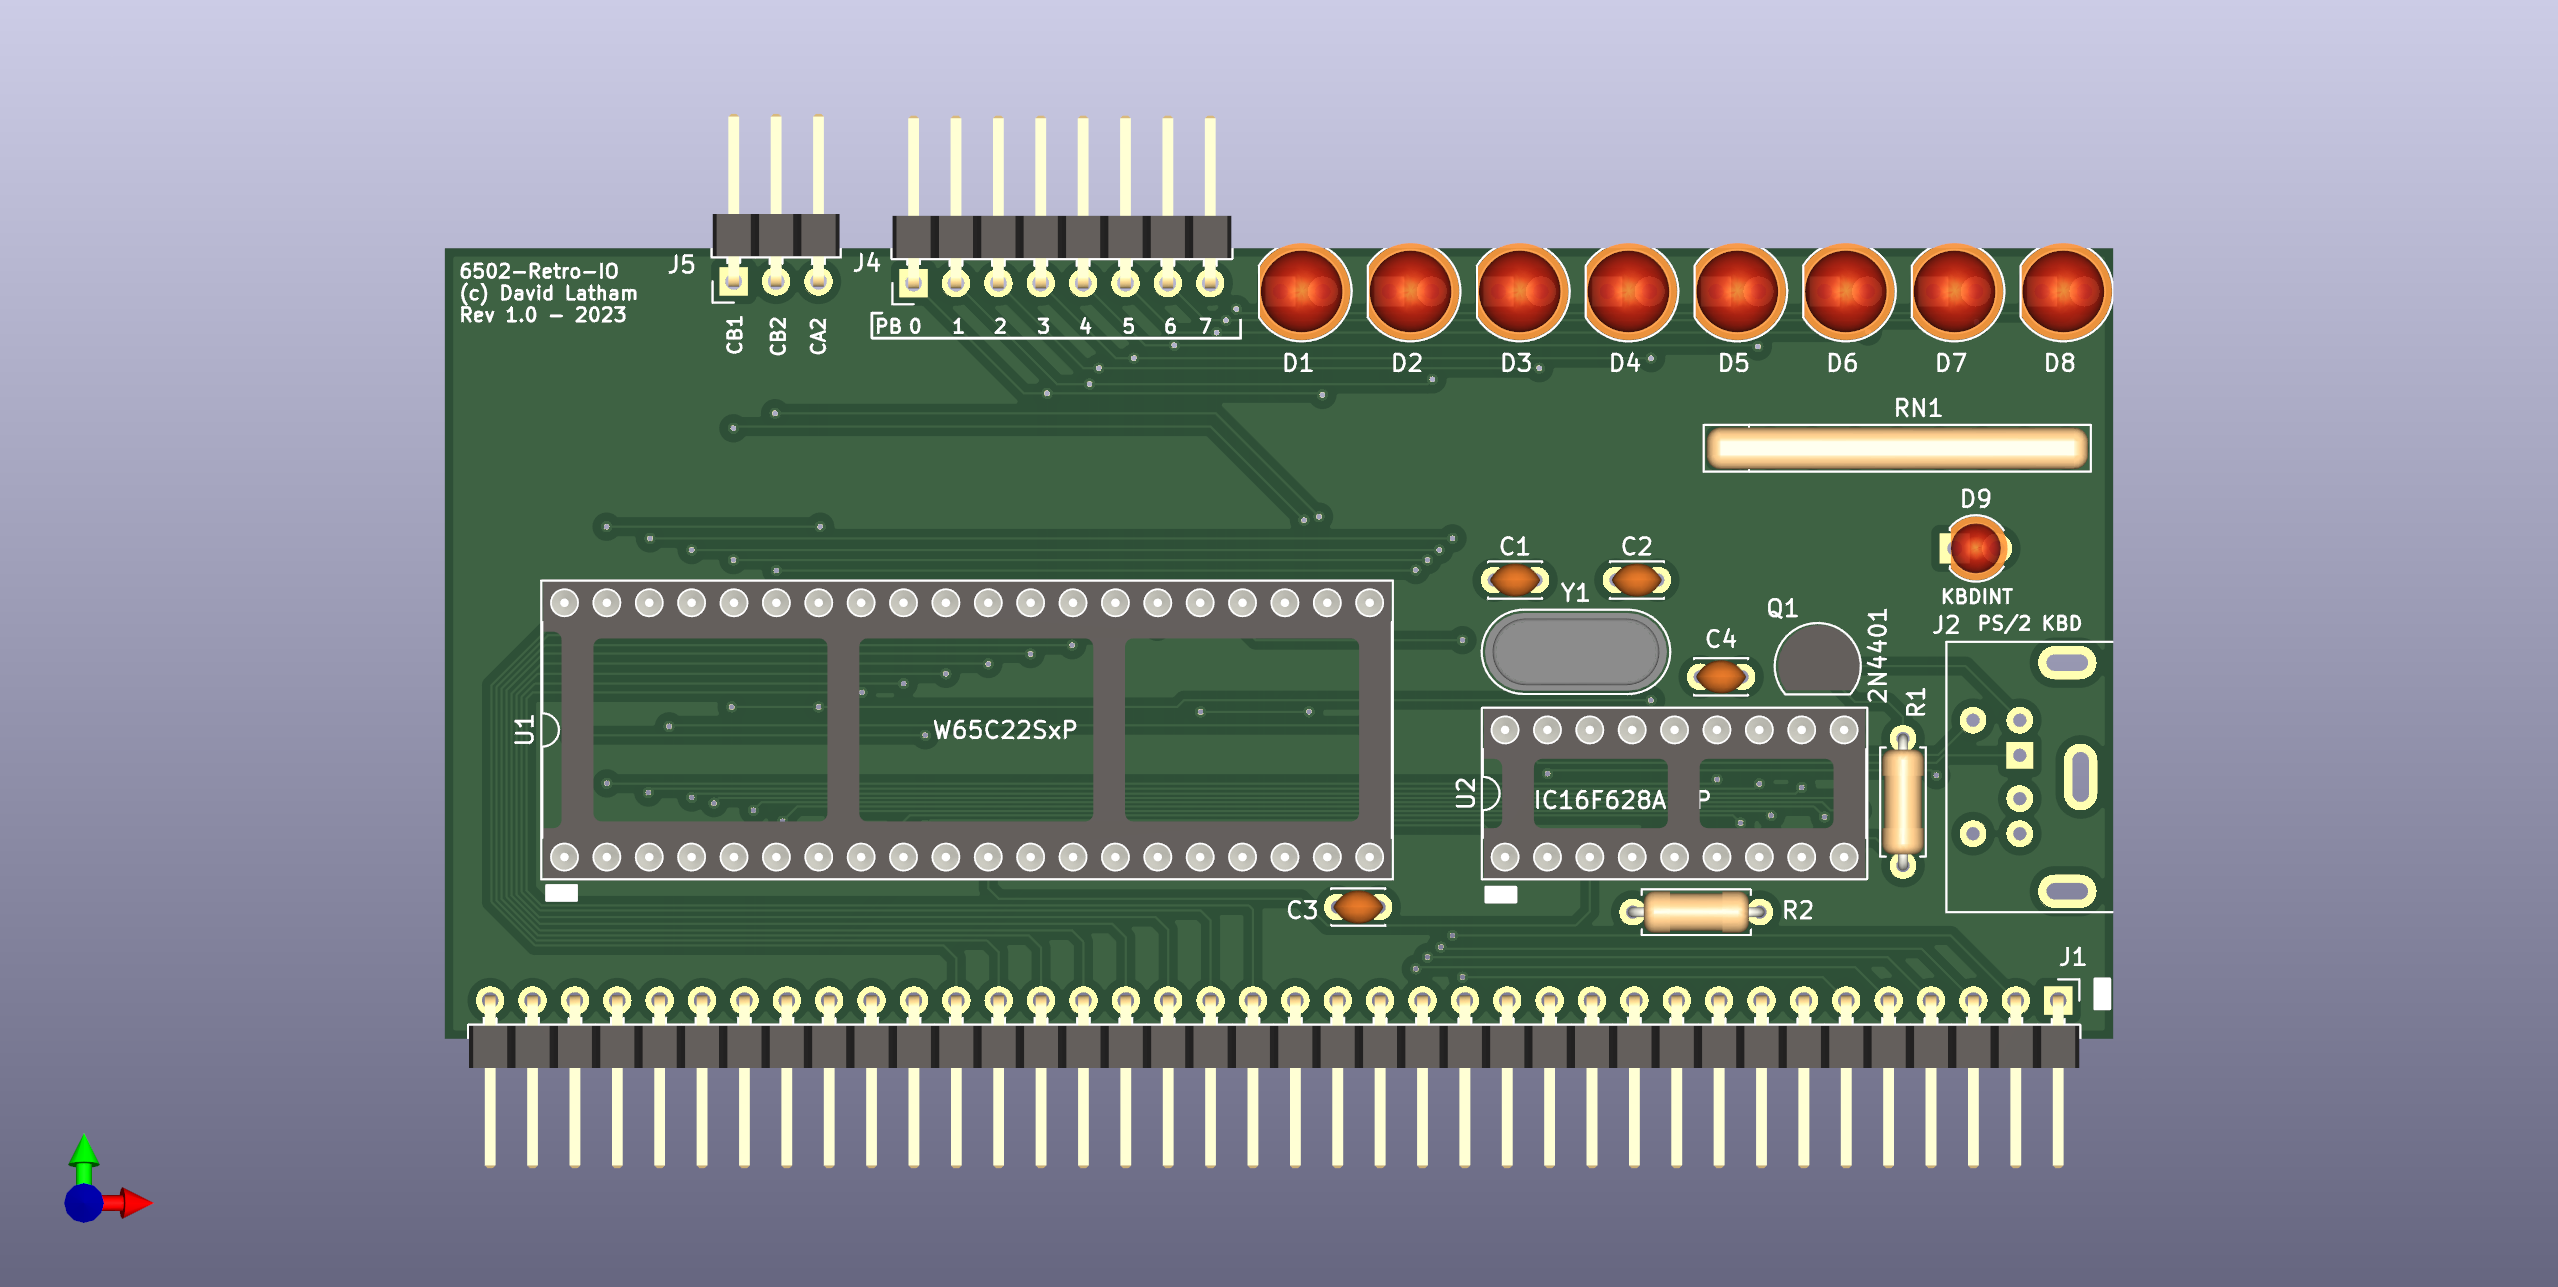 6502-Retro-IO
(c) David Latham
Rev 1.0 - 2023
J5
J4
CB1
CB2
CA2
PB 0 1 2 3 4 5 6 7
D1
D2
D3
D4
D5
D6
D7
D8
RN1
D9
KBDINT
J2 PS/2 KBD
C1
C2
Y1
C4
Q1
2N4401
R1
U1
W65C22SxP
U2
IC16F628A P
C3
R2
J1